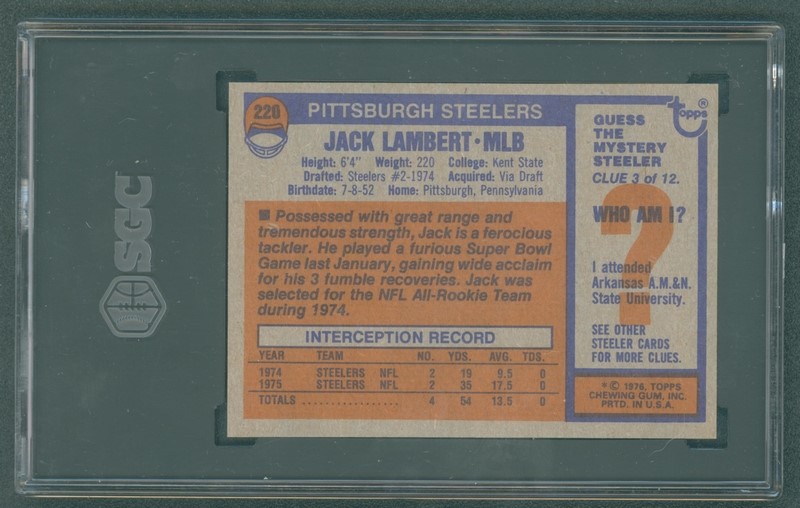 SGC
220
PITTSBURGH STEELERS
JACK LAMBERT • MLB
Height: 6'4" Weight: 220 College: Kent State
Drafted: Steelers #2-1974 Acquired: Via Draft
Birthdate: 7-8-52 Home: Pittsburgh, Pennsylvania
■ Possessed with great range and
tremendous strength, Jack is a ferocious
tackler. He played a furious Super Bowl
Game last January, gaining wide acclaim
for his 3 fumble recoveries. Jack was
selected for the NFL All-Rookie Team
during 1974.
INTERCEPTION RECORD
YEAR TEAM NO. YDS. AVG. TDS.
1974 STEELERS NFL 2 19 9.5 0
1975 STEELERS NFL 2 35 17.5 0
TOTALS .................... 4 54 13.5 0
topps®
GUESS
THE
MYSTERY
STEELER
CLUE 3 of 12.
WHO AM I?
?
I attended
Arkansas A.M.&N.
State University.
SEE OTHER
STEELER CARDS
FOR MORE CLUES.
* © 1976, TOPPS
CHEWING GUM, INC.
PRTD. IN U.S.A.